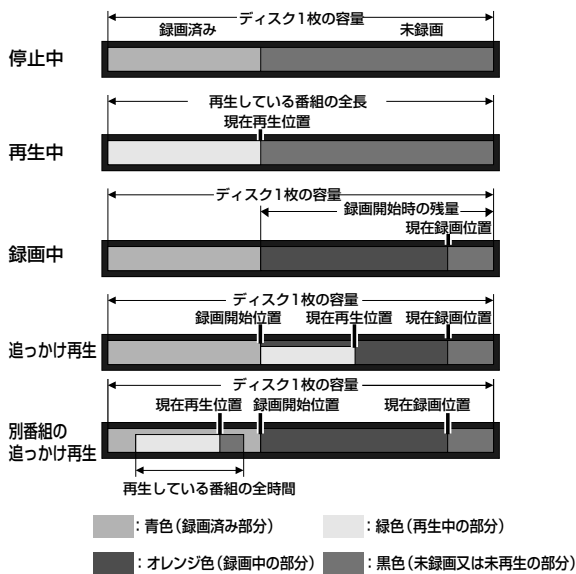 ディスク1枚の容量
録画済み 未録画
停止中
再生している番組の全長
現在再生位置
再生中
ディスク1枚の容量
録画開始時の残量
現在録画位置
録画中
ディスク1枚の容量
録画開始位置 現在再生位置 現在録画位置
追っかけ再生
ディスク1枚の容量
現在再生位置 録画開始位置 現在録画位置
別番組の
追っかけ再生
再生している番組の全時間
：青色（録画済み部分） ：緑色（再生中の部分）
：オレンジ色（録画中の部分） ：黒色（未録画又は未再生の部分）